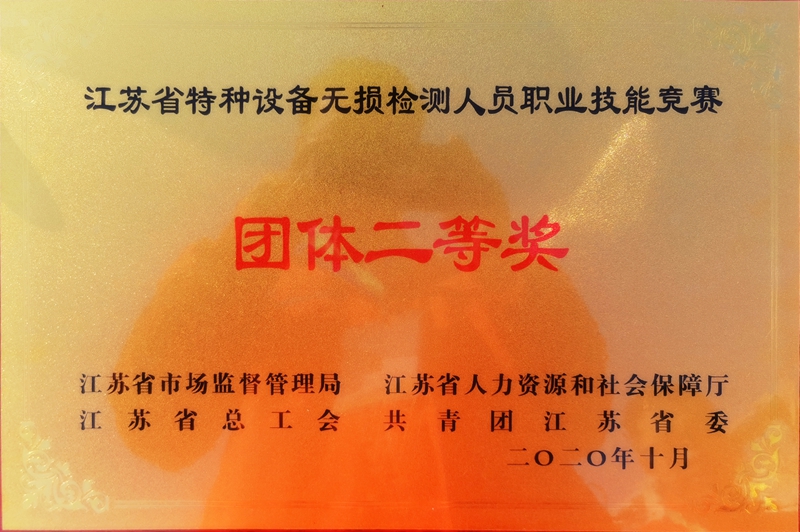 江苏省特种设备无损检测人员职业技能竞赛
团体二等奖
江苏省市场监督管理局 江苏省人力资源和社会保障厅
江苏省总工会 共青团江苏省委
二〇二〇年十月